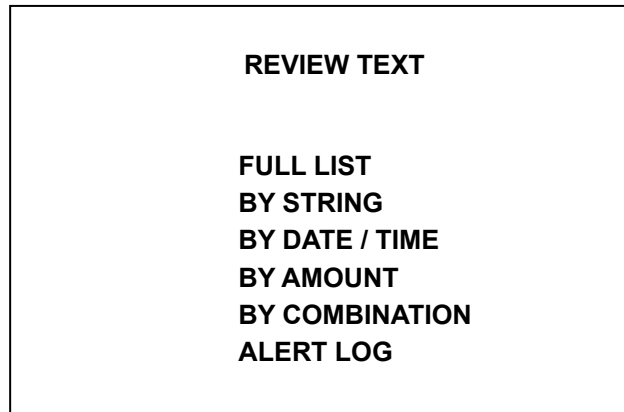 REVIEW TEXT
FULL LIST
BY STRING
BY DATE / TIME
BY AMOUNT
BY COMBINATION
ALERT LOG